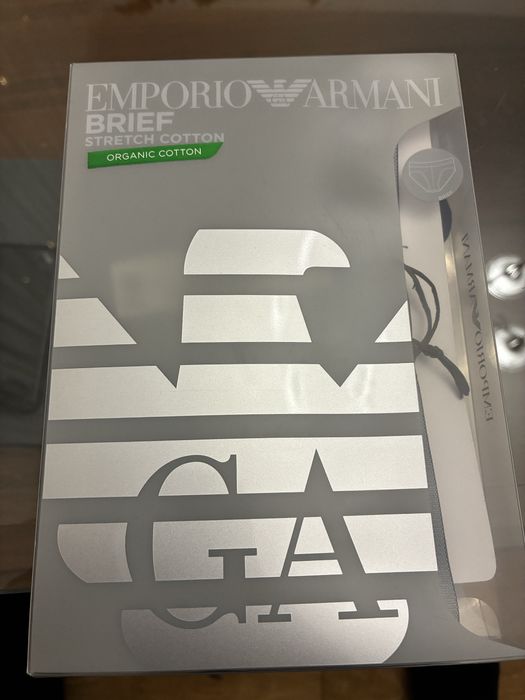 EMPORIO ARMANI
BRIEF
STRETCH COTTON
ORGANIC COTTON
GA
EMPORIO ARMANI